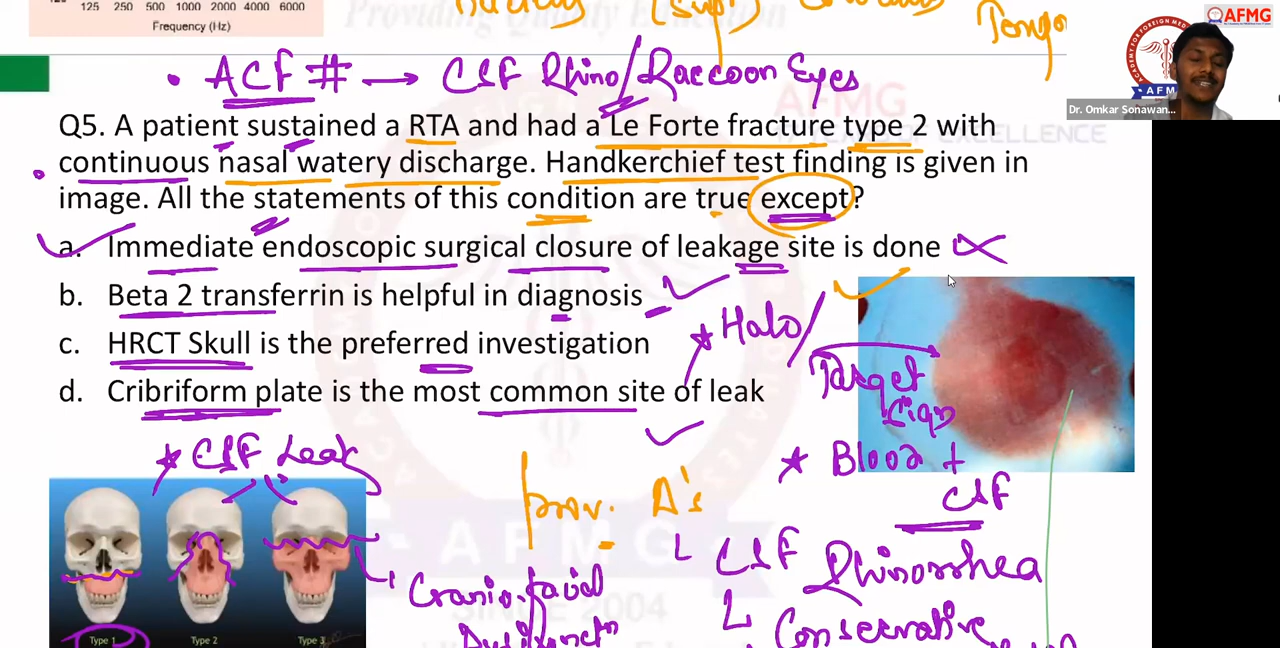 125 250 500 1000 2000 4000 6000
Frequency (Hz)
Providing Quality Education
AFMG
Dr. Omkar Sonawan...
• ACF # → CSF Rhino/Raccoon Eyes
Q5. A patient sustained a RTA and had a Le Forte fracture type 2 with
continuous nasal watery discharge. Handkerchief test finding is given in
image. All the statements of this condition are true except?
a. Immediate endoscopic surgical closure of leakage site is done
b. Beta 2 transferrin is helpful in diagnosis
c. HRCT Skull is the preferred investigation
d. Cribriform plate is the most common site of leak
Halo/
Target
Sign
Blood +
CSF
CSF Leak
Prov. D's
CSF Rhinorrhea
Conservative
Cranio-facial
Type 1 Type 2 Type 3